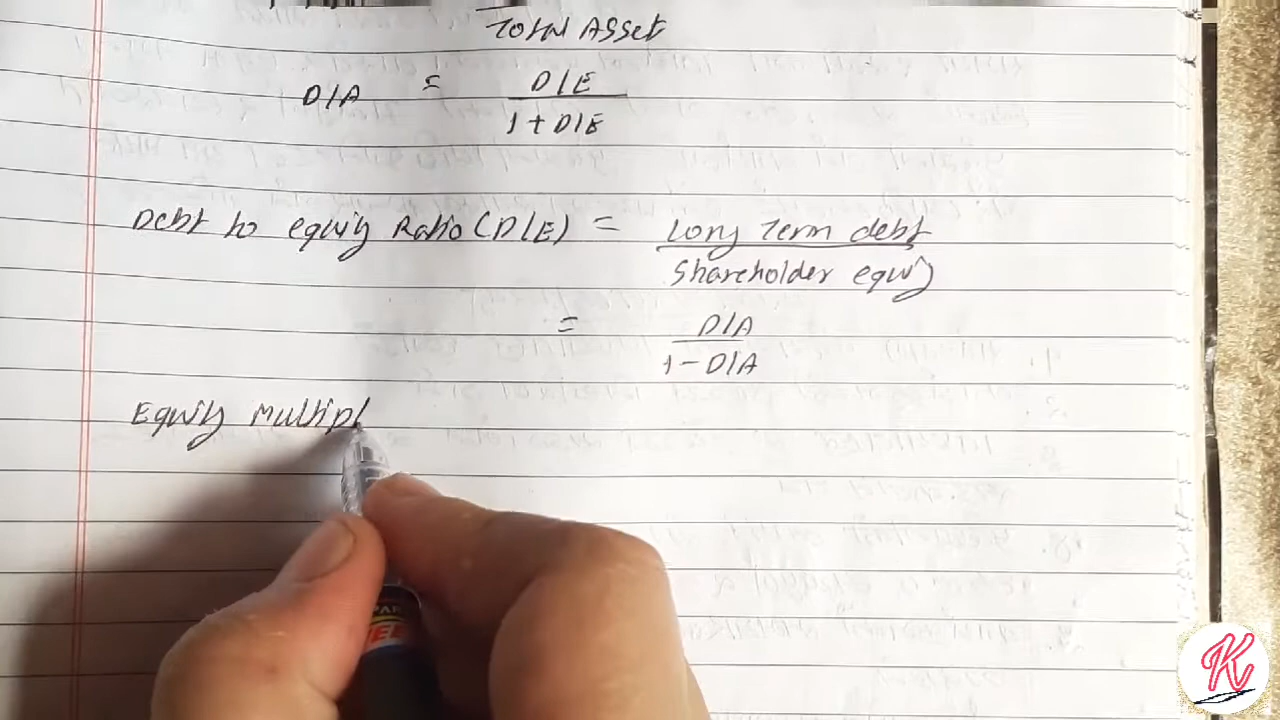 Total Asset
D/A = D/E
1 + D/E
Debt to equity Ratio (D/E) = Long Term debt
Shareholder equity
= D/A
1 - D/A
Equity Multipl
K